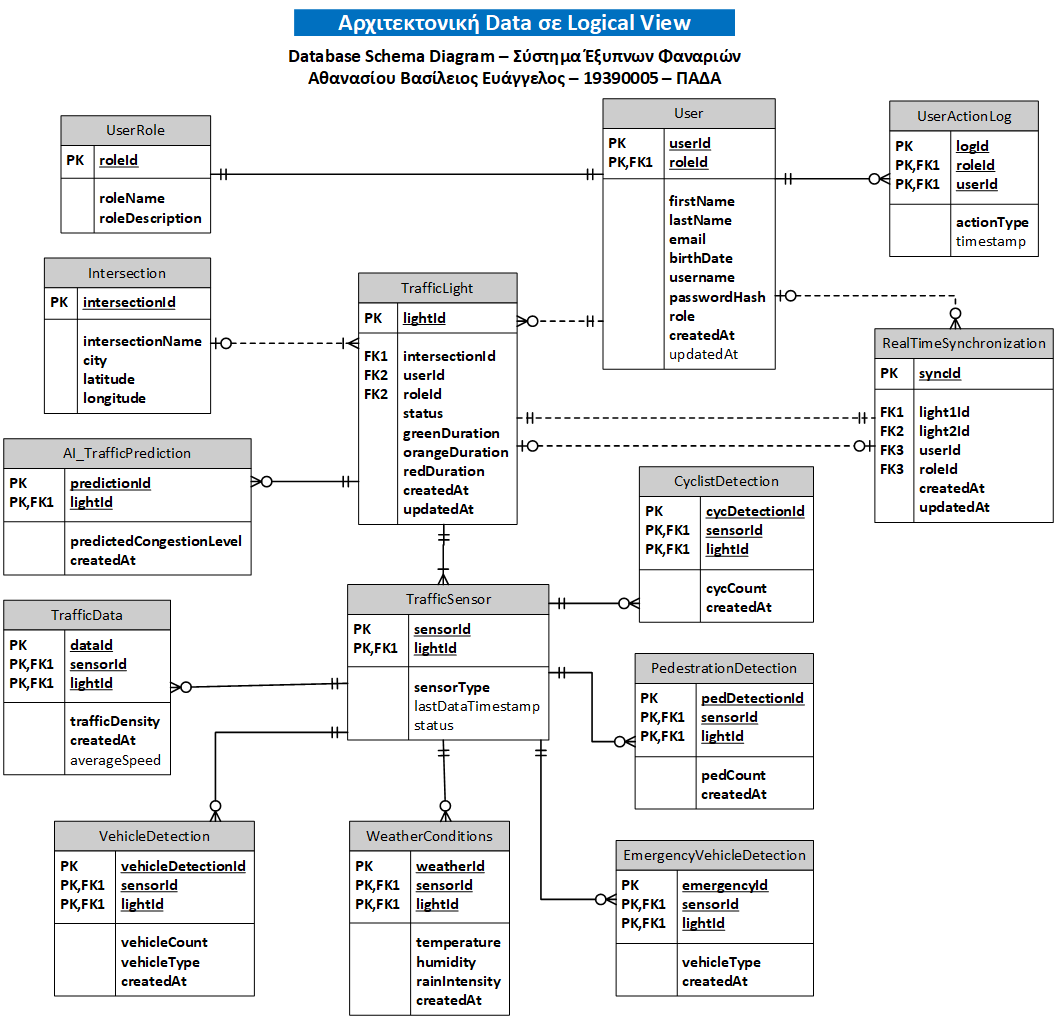 Αρχιτεκτονική Data σε Logical View
Database Schema Diagram – Σύστημα Έξυπνων Φαναριών
Αθανασίου Βασίλειος Ευάγγελος – 19390005 – ΠΑΔΑ
UserRole
PK roleId
roleName
roleDescription
User
PK userId
PK,FK1 roleId
firstName
lastName
email
birthDate
username
passwordHash
role
createdAt
updatedAt
UserActionLog
PK logId
PK,FK1 roleId
PK,FK1 userId
actionType
timestamp
Intersection
PK intersectionId
intersectionName
city
latitude
longitude
TrafficLight
PK lightId
FK1 intersectionId
FK2 userId
FK2 roleId
status
greenDuration
orangeDuration
redDuration
createdAt
updatedAt
RealTimeSynchronization
PK syncId
FK1 light1Id
FK2 light2Id
FK3 userId
FK3 roleId
createdAt
updatedAt
AI_TrafficPrediction
PK predictionId
PK,FK1 lightId
predictedCongestionLevel
createdAt
CyclistDetection
PK cycDetectionId
PK,FK1 sensorId
PK,FK1 lightId
cycCount
createdAt
TrafficData
PK dataId
PK,FK1 sensorId
PK,FK1 lightId
trafficDensity
createdAt
averageSpeed
TrafficSensor
PK sensorId
PK,FK1 lightId
sensorType
lastDataTimestamp
status
PedestrationDetection
PK pedDetectionId
PK,FK1 sensorId
PK,FK1 lightId
pedCount
createdAt
VehicleDetection
PK vehicleDetectionId
PK,FK1 sensorId
PK,FK1 lightId
vehicleCount
vehicleType
createdAt
WeatherConditions
PK weatherId
PK,FK1 sensorId
PK,FK1 lightId
temperature
humidity
rainIntensity
createdAt
EmergencyVehicleDetection
PK emergencyId
PK,FK1 sensorId
PK,FK1 lightId
vehicleType
createdAt